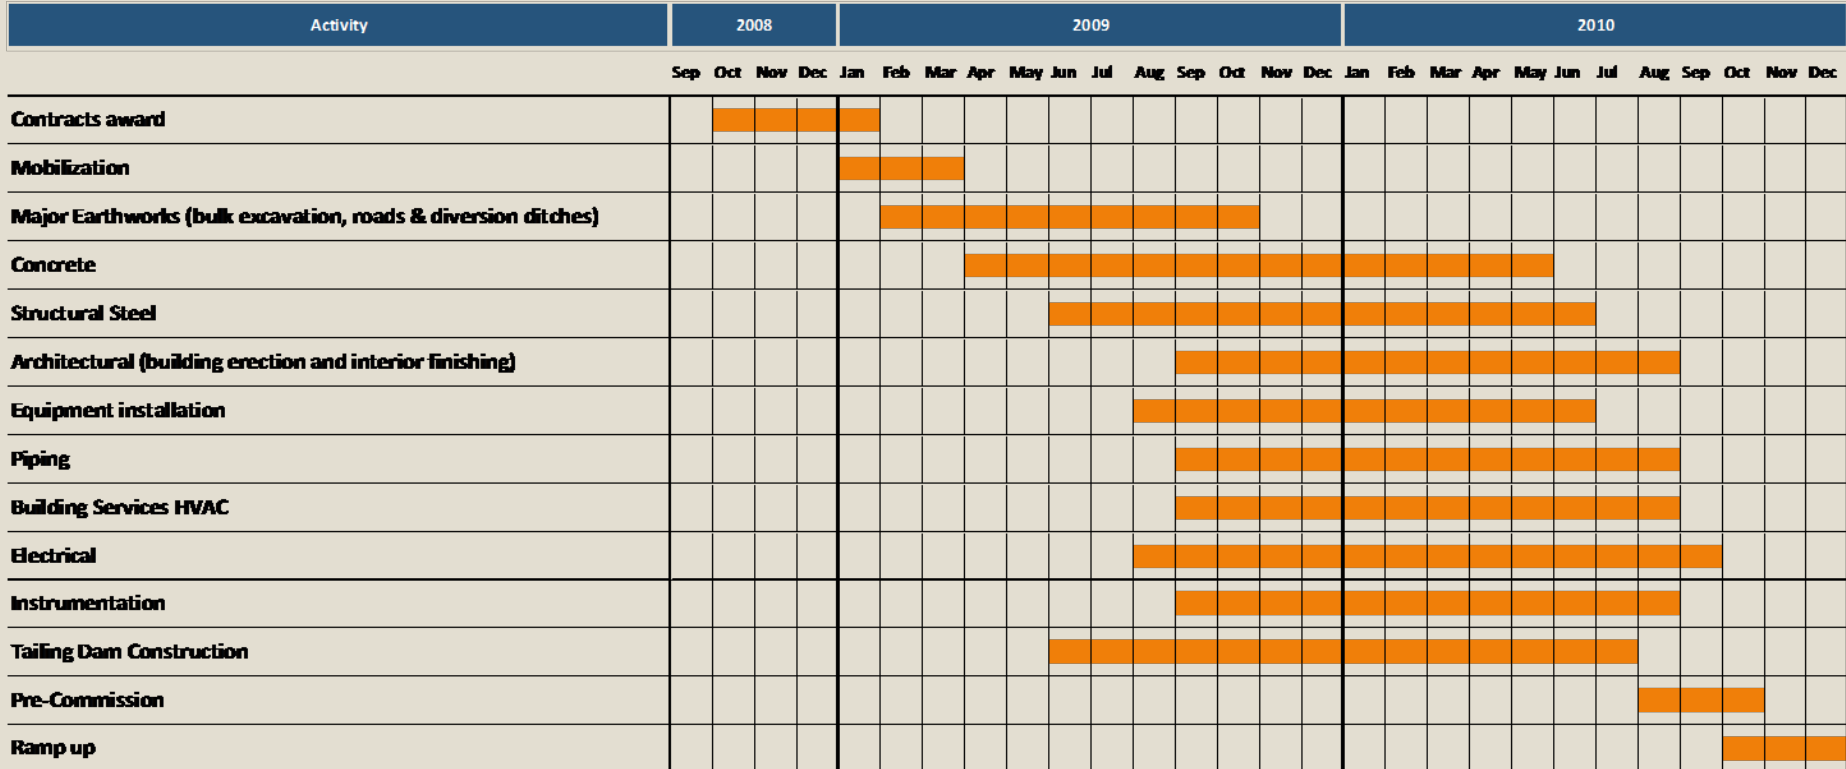 Activity 2008 2009 2010
Sep Oct Nov Dec Jan Feb Mar Apr May Jun Jul Aug Sep Oct Nov Dec Jan Feb Mar Apr May Jun Jul Aug Sep Oct Nov Dec
Contracts award
Mobilization
Major Earthworks (bulk excavation, roads & diversion ditches)
Concrete
Structural Steel
Architectural (building erection and interior finishing)
Equipment installation
Piping
Building Services HVAC
Electrical
Instrumentation
Tailing Dam Construction
Pre-Commission
Ramp up